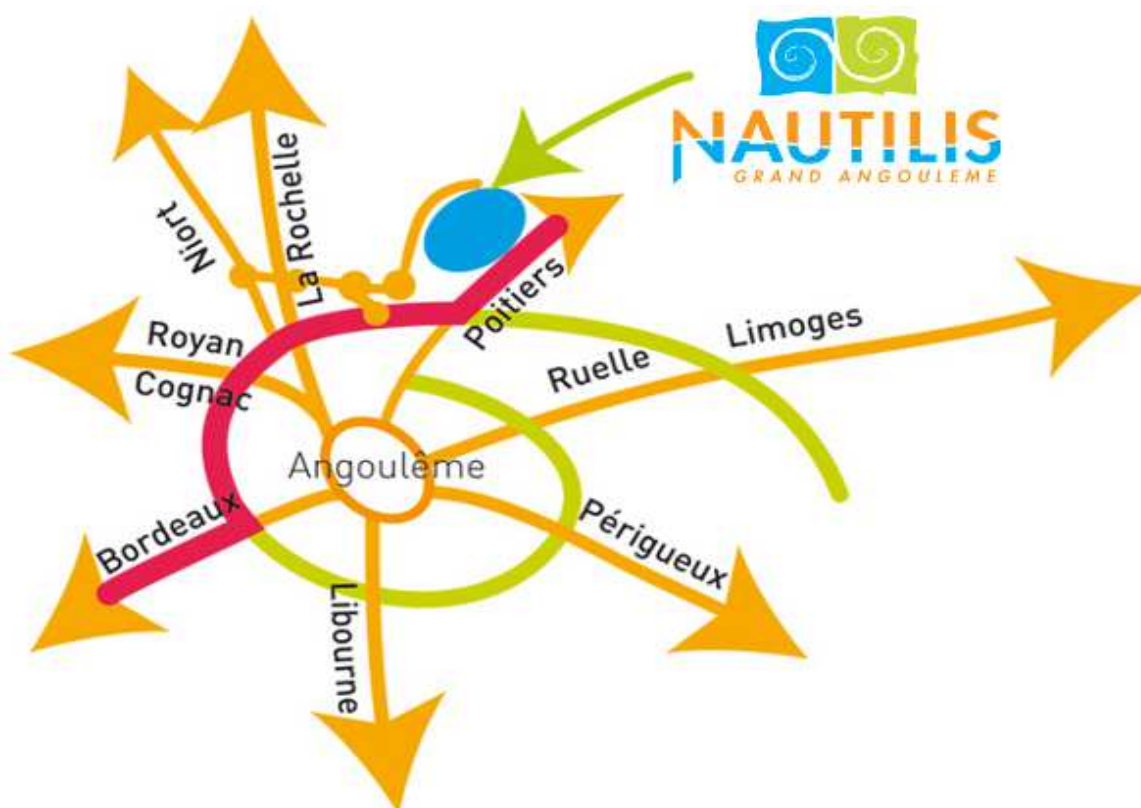 NAUTILIS
GRAND ANGOULEME
Niort
La Rochelle
Poitiers
Royan
Cognac
Ruelle
Limoges
Angoulême
Bordeaux
Périgueux
Libourne